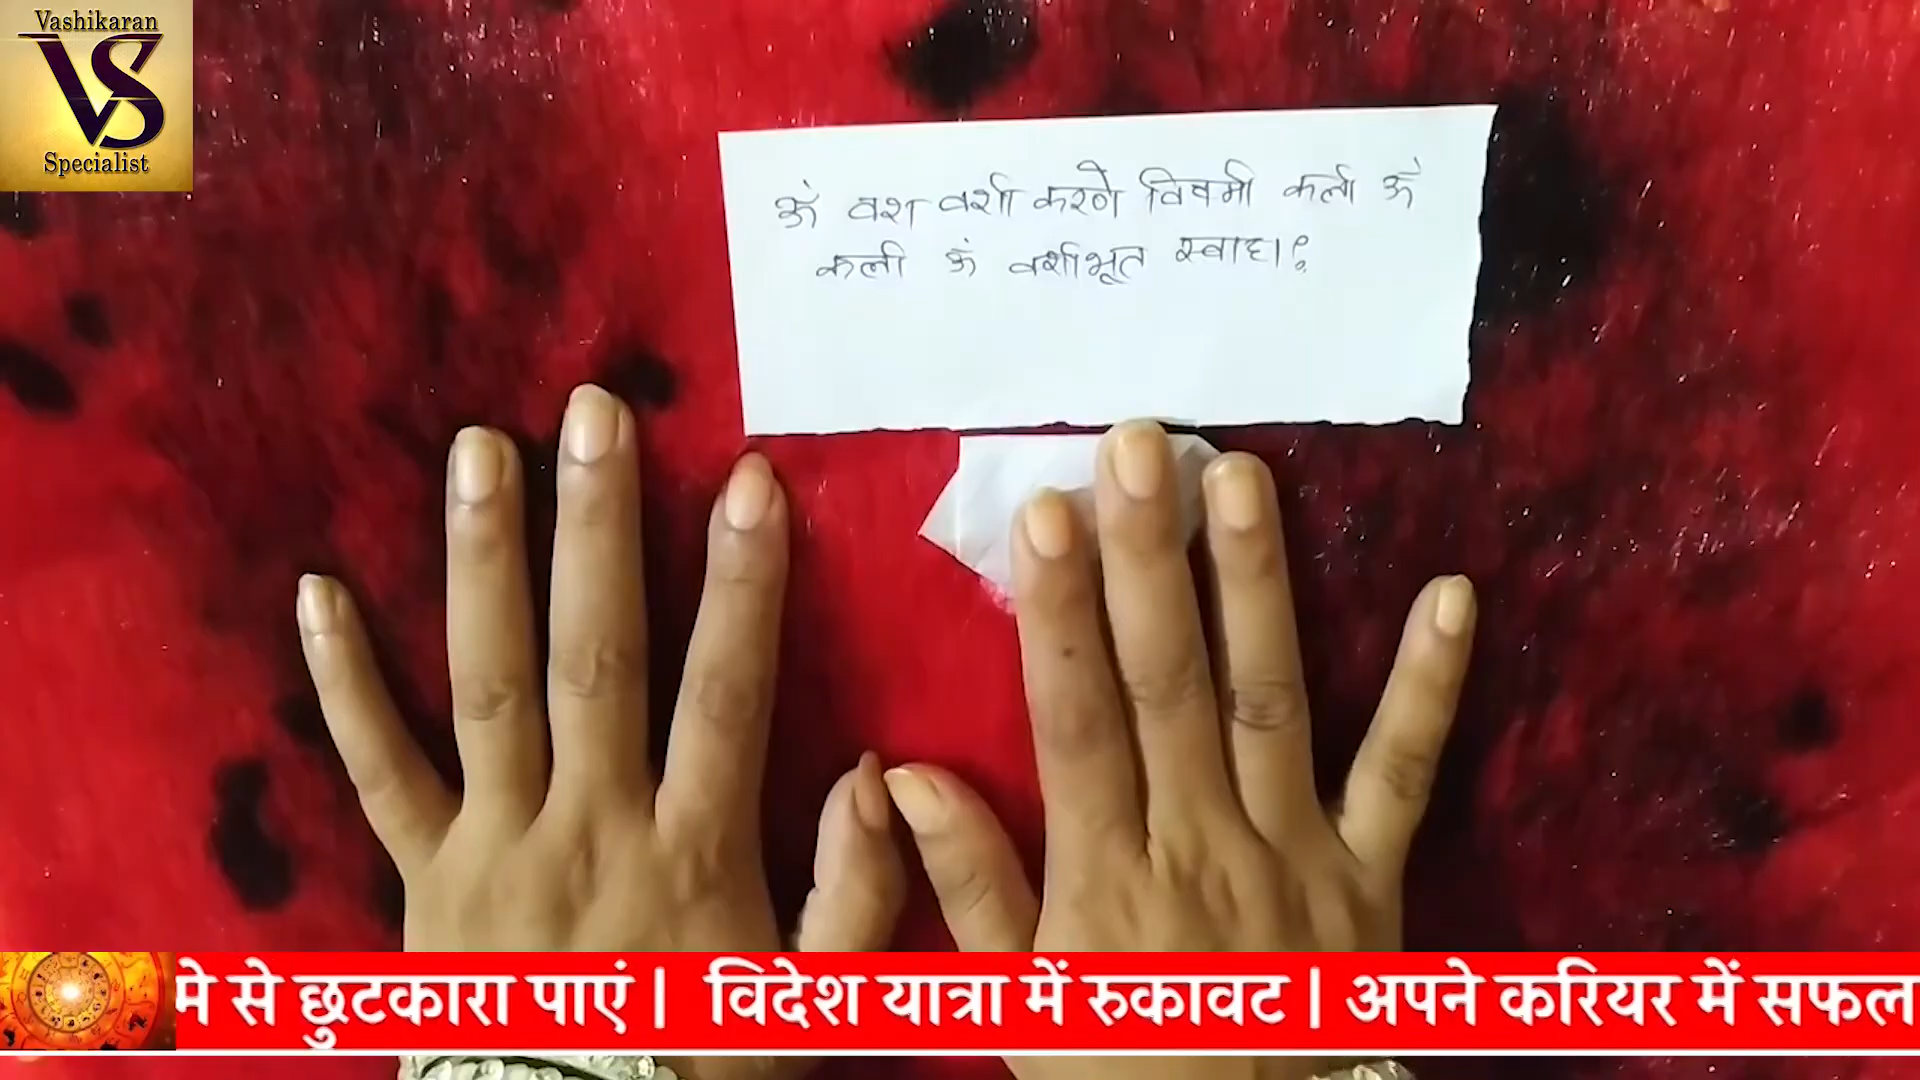 Vashikaran
VS
Specialist
ॐ वश वशी करणे विषमी कली ॐ
कली ॐ वशीभूत स्वाहा।
मे से छुटकारा पाएं। विदेश यात्रा में रुकावट। अपने करियर में सफल